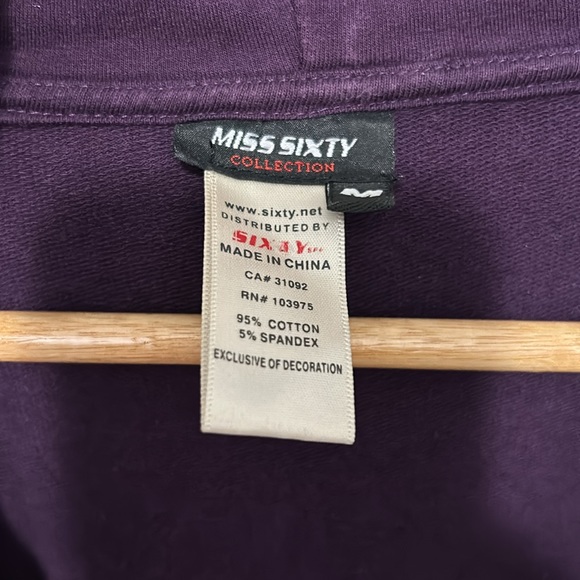 MISS SIXTY
COLLECTION
M
www.sixty.net
DISTRIBUTED BY
SIXTY
MADE IN CHINA
CA# 31092
RN# 103975
95% COTTON
5% SPANDEX
EXCLUSIVE OF DECORATION